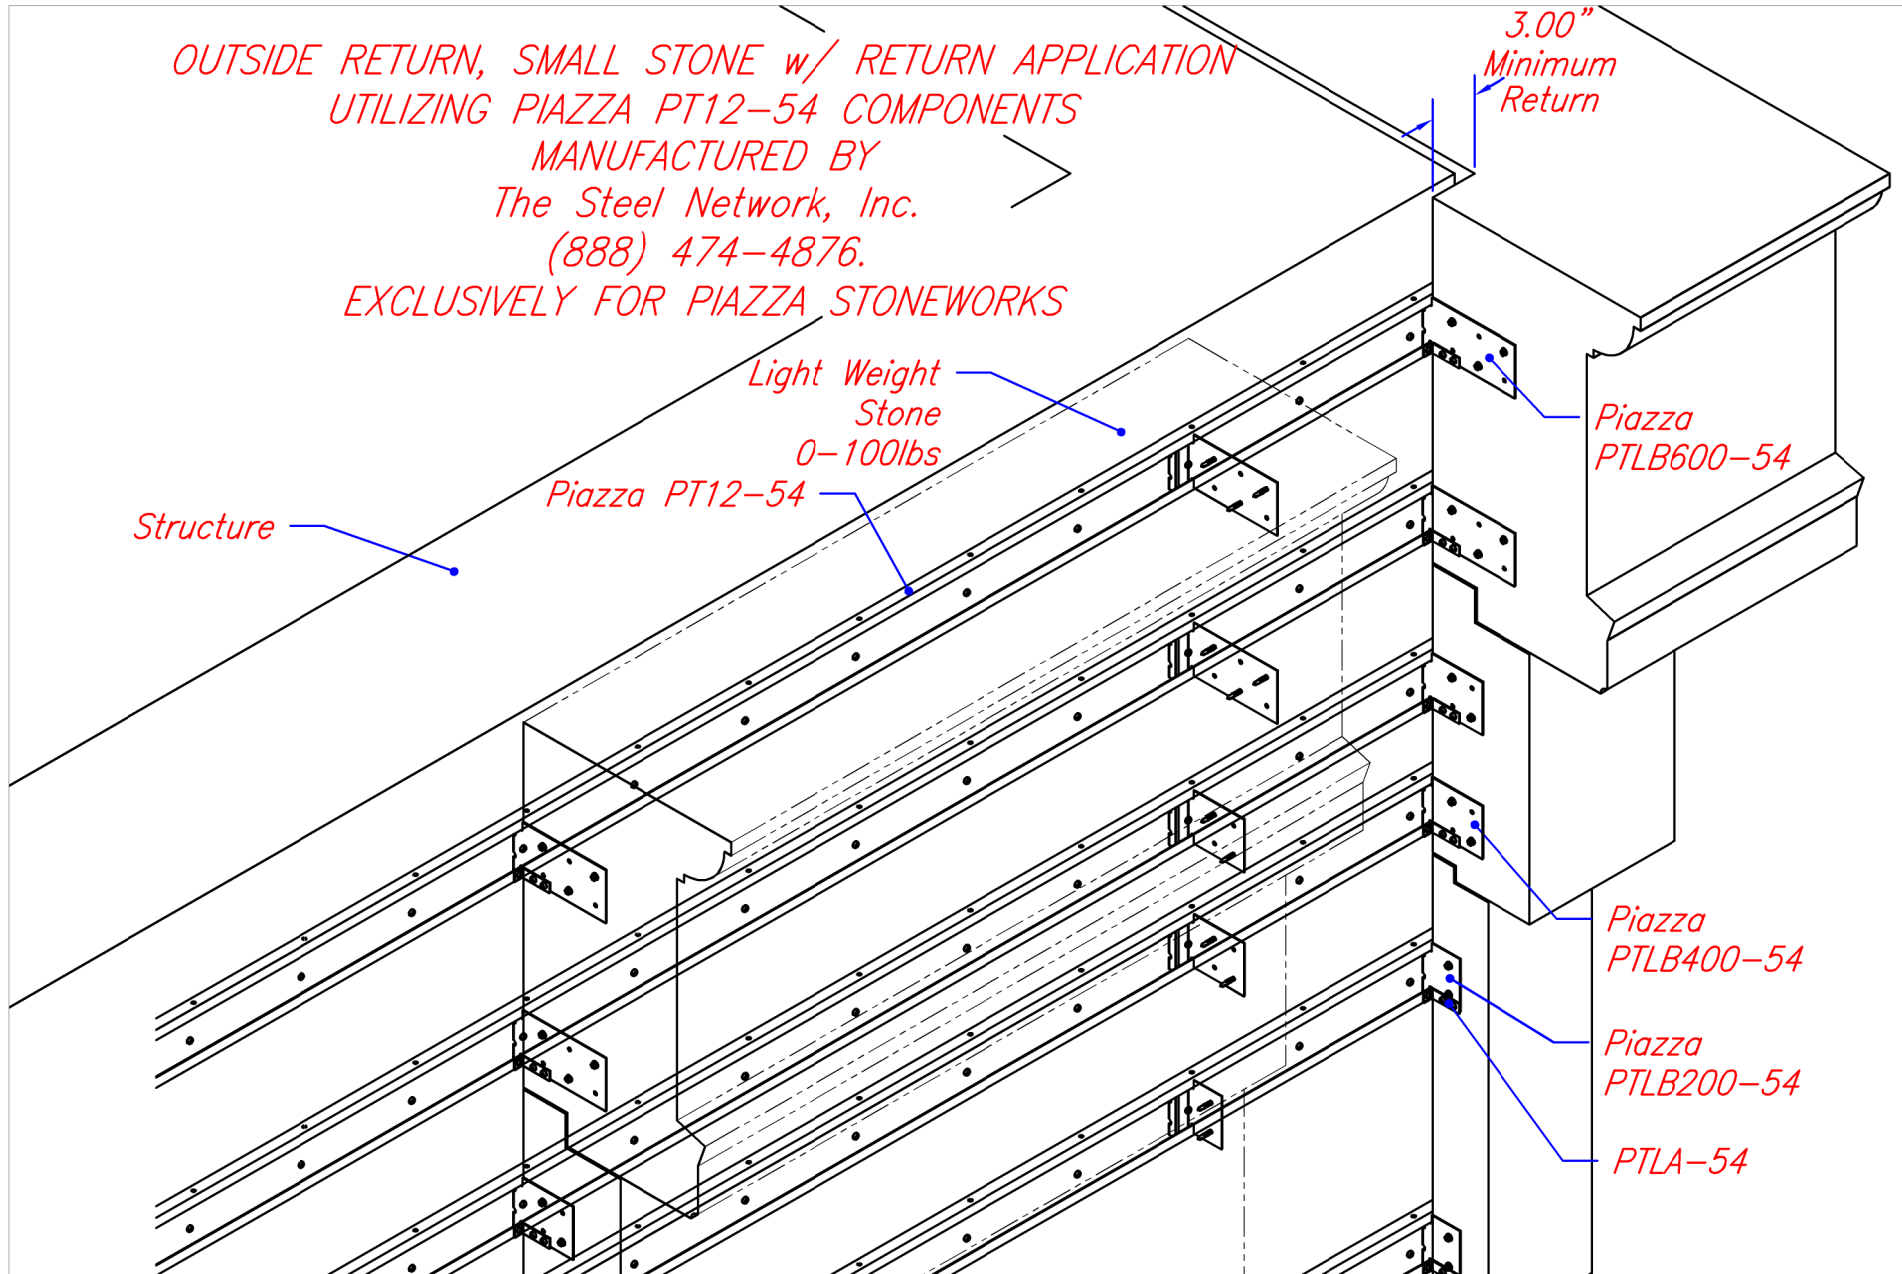 OUTSIDE RETURN, SMALL STONE w/ RETURN APPLICATION
UTILIZING PIAZZA PT12-54 COMPONENTS
MANUFACTURED BY
The Steel Network, Inc.
(888) 474-4876.
EXCLUSIVELY FOR PIAZZA STONEWORKS
3.00"
Minimum
Return
Light Weight
Stone
0-100lbs
Piazza PT12-54
Structure
Piazza
PTLB600-54
Piazza
PTLB400-54
Piazza
PTLB200-54
PTLA-54